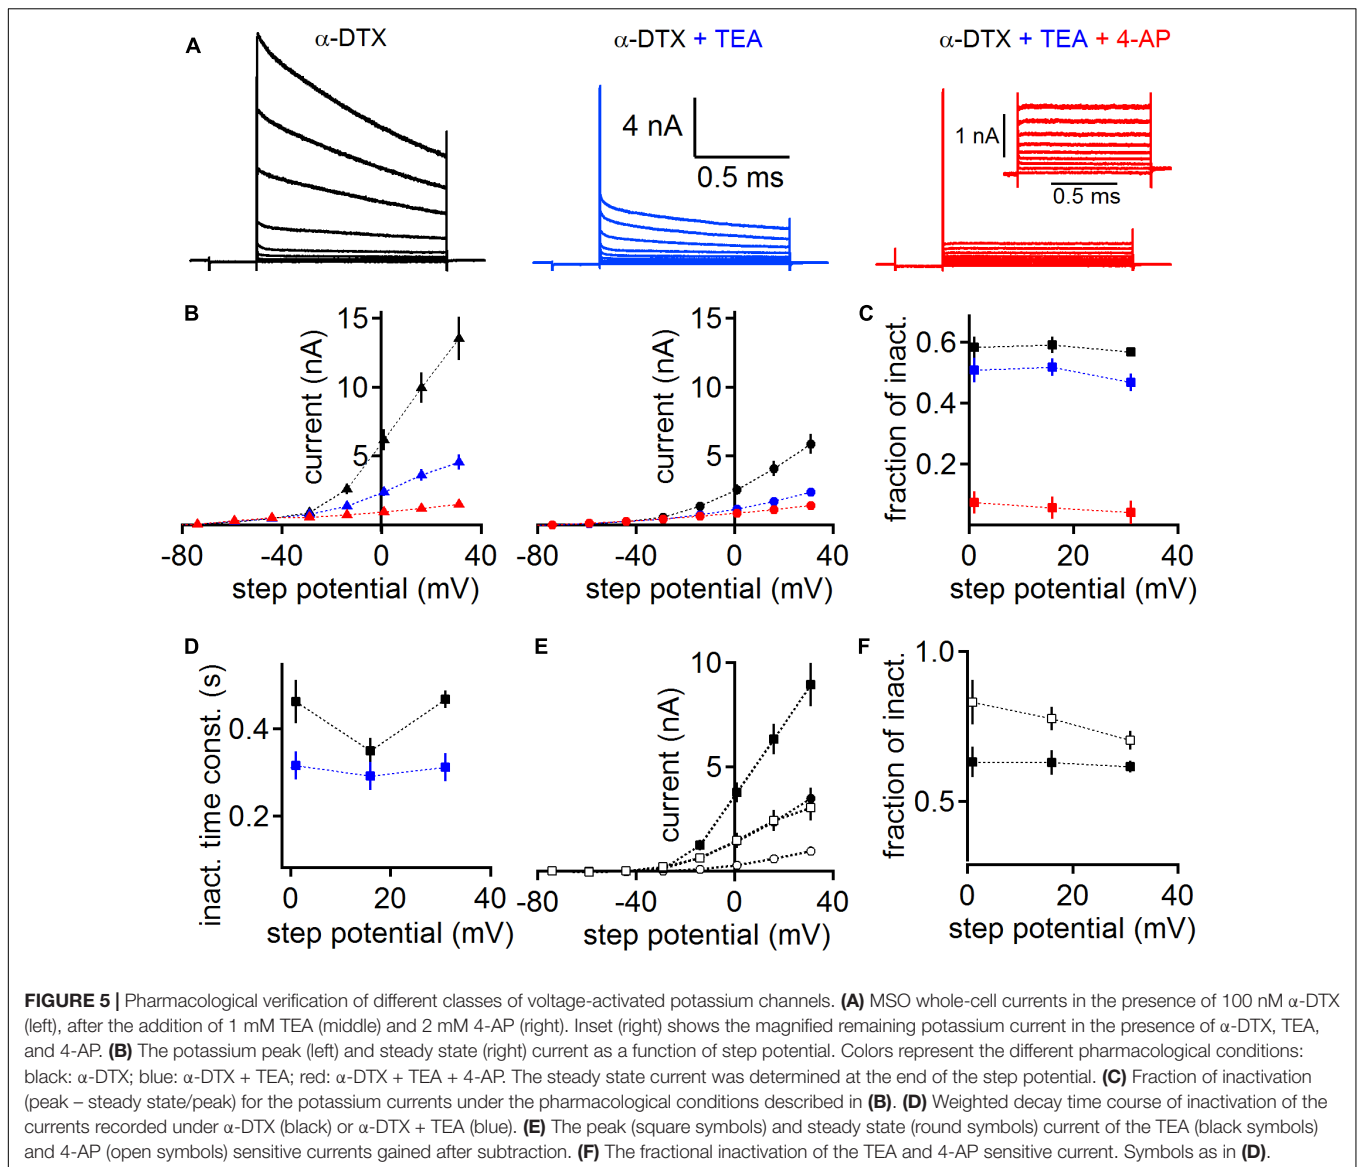 A
α-DTX
α-DTX + TEA
α-DTX + TEA + 4-AP
4 nA
0.5 ms
1 nA
0.5 ms
B
15
10
5
current (nA)
-80
-40
0
40
step potential (mV)
15
10
5
current (nA)
-80
-40
0
40
step potential (mV)
C
0.6
0.4
0.2
fraction of inact.
0
20
40
step potential (mV)
D
0.4
0.2
inact. time const. (s)
0
20
40
step potential (mV)
E
10
5
current (nA)
-80
-40
0
40
step potential (mV)
F
1.0
0.5
fraction of inact.
0
20
40
step potential (mV)
FIGURE 5 | Pharmacological verification of different classes of voltage-activated potassium channels. (A) MSO whole-cell currents in the presence of 100 nM α-DTX
(left), after the addition of 1 mM TEA (middle) and 2 mM 4-AP (right). Inset (right) shows the magnified remaining potassium current in the presence of α-DTX, TEA,
and 4-AP. (B) The potassium peak (left) and steady state (right) current as a function of step potential. Colors represent the different pharmacological conditions:
black: α-DTX; blue: α-DTX + TEA; red: α-DTX + TEA + 4-AP. The steady state current was determined at the end of the step potential. (C) Fraction of inactivation
(peak – steady state/peak) for the potassium currents under the pharmacological conditions described in (B). (D) Weighted decay time course of inactivation of the
currents recorded under α-DTX (black) or α-DTX + TEA (blue). (E) The peak (square symbols) and steady state (round symbols) current of the TEA (black symbols)
and 4-AP (open symbols) sensitive currents gained after subtraction. (F) The fractional inactivation of the TEA and 4-AP sensitive current. Symbols as in (D).